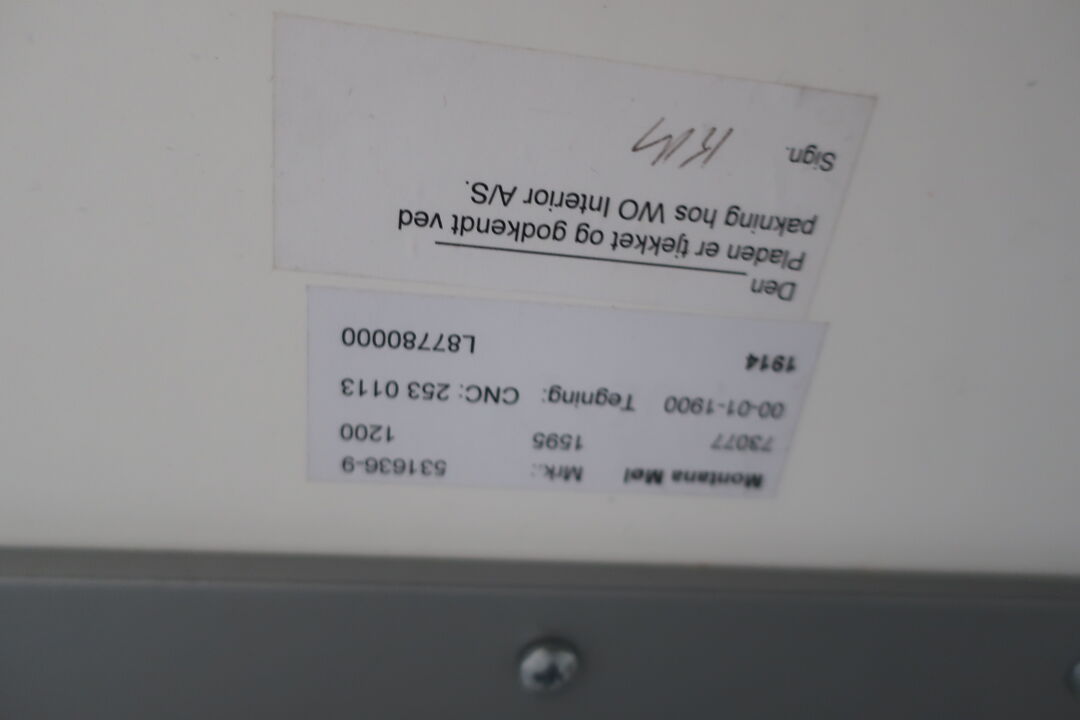 Montana Møl Mrk.: 531636-9
73077 1595 1200
00-01-1900 Tegning: CNC: 253 0113
1914 L87780000
Den
Pladen er tjekket og godkendt ved
pakning hos WO Interior A/S.
Sign.